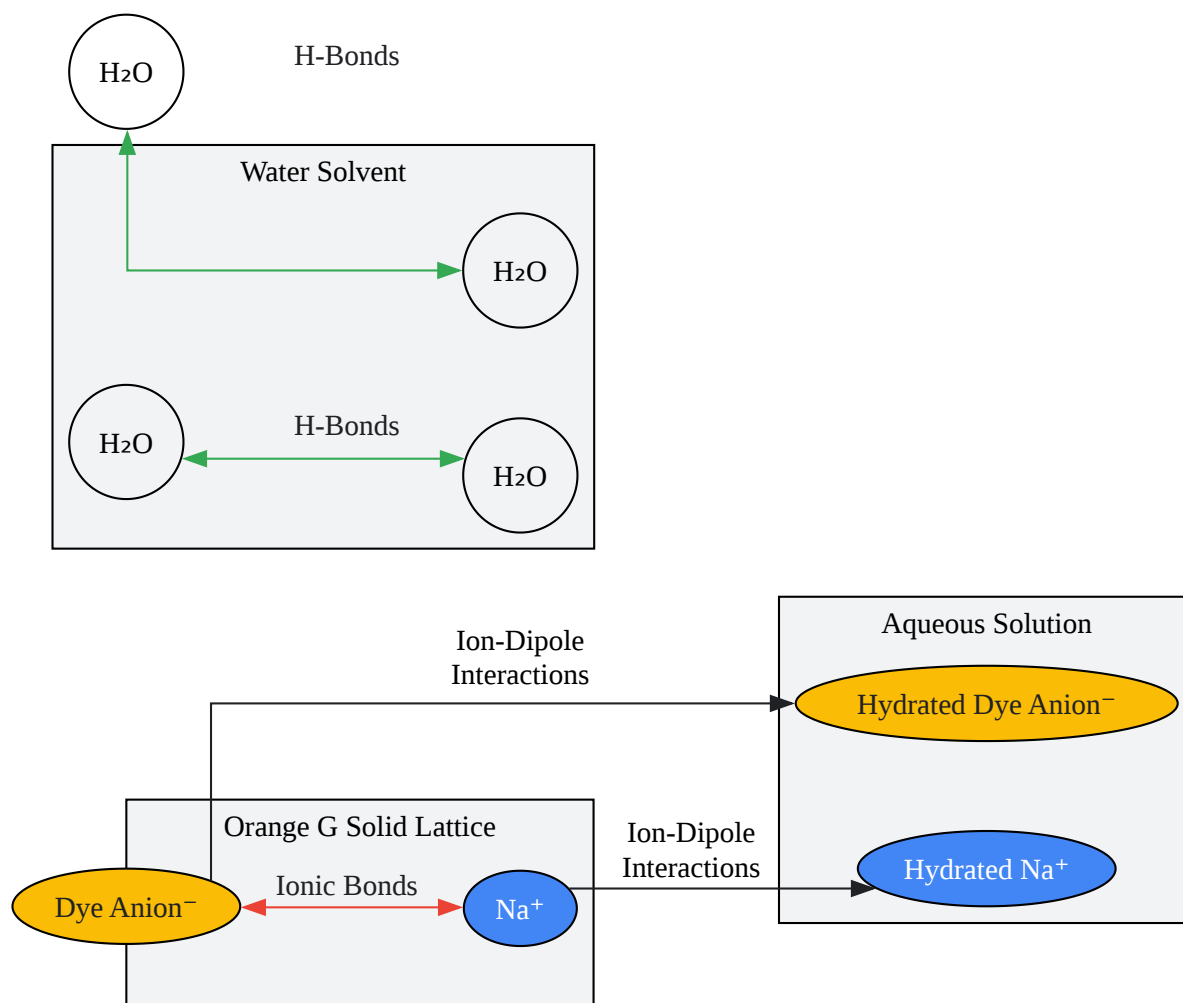 H₂O
H-Bonds
Water Solvent
H₂O
H₂O
H-Bonds
H₂O
Aqueous Solution
Ion-Dipole
Interactions
Hydrated Dye Anion⁻
Orange G Solid Lattice
Ion-Dipole
Interactions
Hydrated Na⁺
Dye Anion⁻
Ionic Bonds
Na⁺